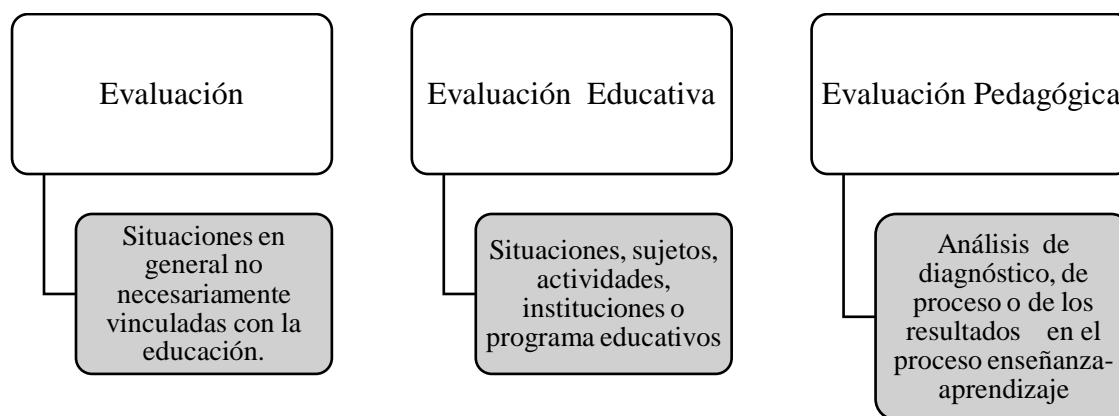 Evaluación
Situaciones en
general no
necesariamente
vinculadas con la
educación.
Evaluación Educativa
Situaciones, sujetos,
actividades,
instituciones o
programa educativos
Evaluación Pedagógica
Análisis de
diagnóstico, de
proceso o de los
resultados en el
proceso enseñanza-
aprendizaje